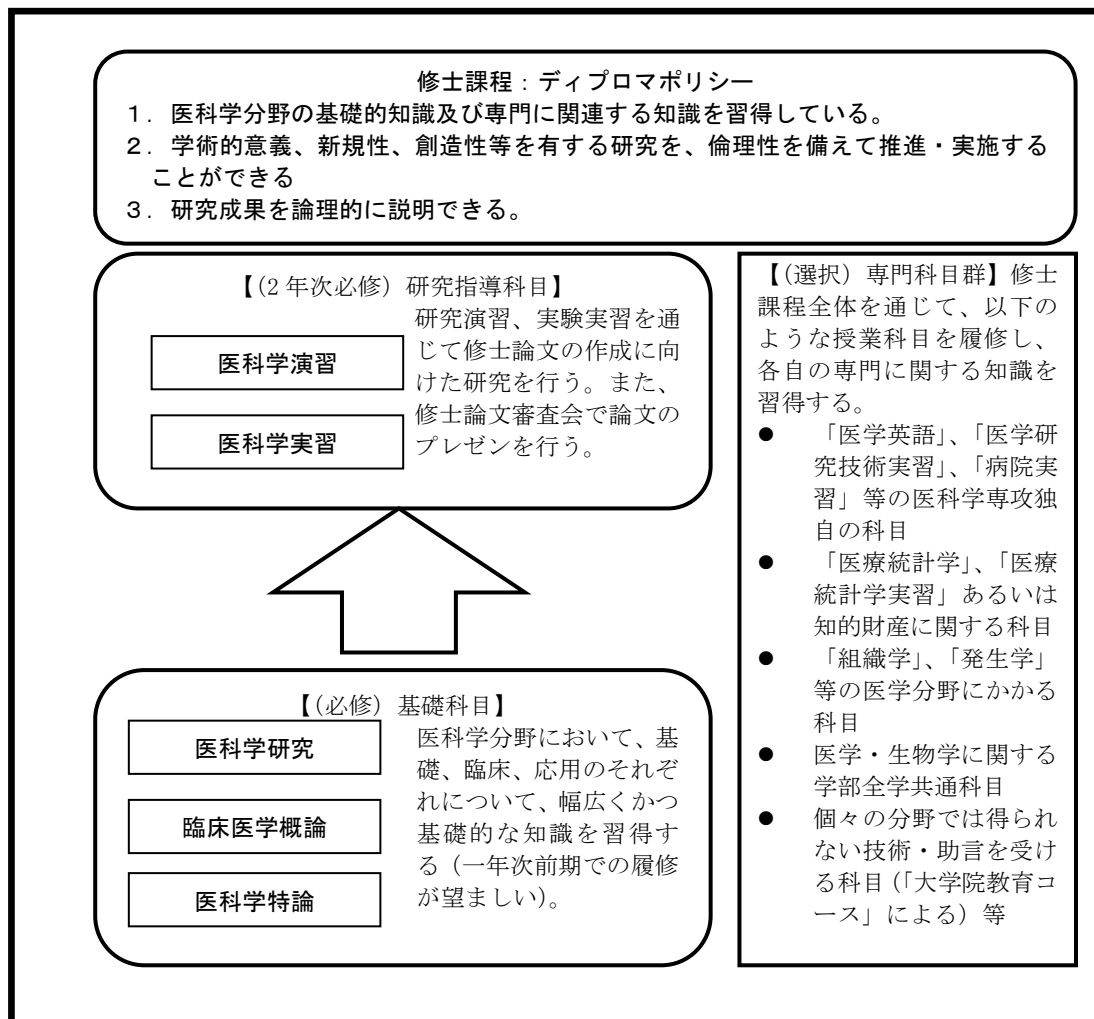 修士課程：ディプロマポリシー
１．医科学分野の基礎的知識及び専門に関連する知識を習得している。
２．学術的意義、新規性、創造性等を有する研究を、倫理性を備えて推進・実施する
ことができる
３．研究成果を論理的に説明できる。
【（2 年次必修）研究指導科目】
研究演習、実験実習を通
じて修士論文の作成に向
けた研究を行う。また、
修士論文審査会で論文の
プレゼンを行う。
医科学演習
医科学実習
【（必修）基礎科目】
医科学研究
臨床医学概論
医科学特論
医科学分野において、基
礎、臨床、応用のそれぞ
れについて、幅広くかつ
基礎的な知識を習得す
る（一年次前期での履修
が望ましい）。
【（選択）専門科目群】修士
課程全体を通じて、以下の
ような授業科目を履修し、
各自の専門に関する知識を
習得する。
● 「医学英語」、「医学研
究技術実習」、「病院実
習」等の医科学専攻独
自の科目
● 「医療統計学」、「医療
統計学実習」あるいは
知的財産に関する科目
● 「組織学」、「発生学」
等の医学分野にかかる
科目
● 医学・生物学に関する
学部全学共通科目
● 個々の分野では得られ
ない技術・助言を受け
る科目（「大学院教育コ
ース」による）等